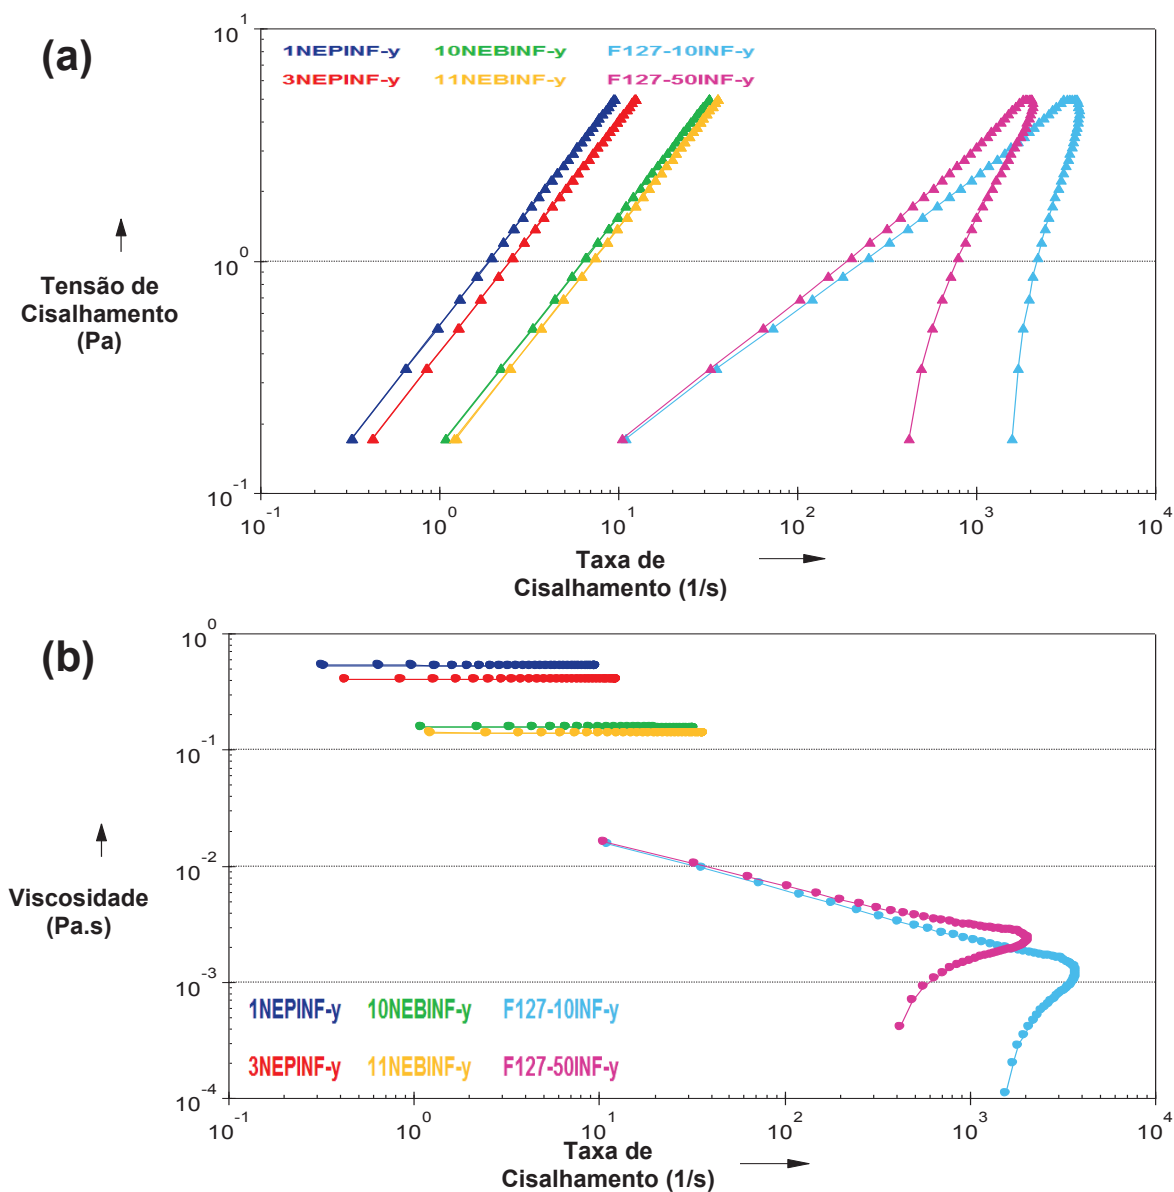 (a)
10^1
1NEPINF-y 10NEBINF-y F127-10INF-y
3NEPINF-y 11NEBINF-y F127-50INF-y
10^0
Tensão de
Cisalhamento
(Pa)
10^-1
10^-1 10^0 10^1 10^2 10^3 10^4
Taxa de
Cisalhamento (1/s)
(b)
10^0
10^-1
10^-2
Viscosidade
(Pa.s)
10^-3
1NEPINF-y 10NEBINF-y F127-10INF-y
3NEPINF-y 11NEBINF-y F127-50INF-y
10^-4
10^-1 10^0 10^1 10^2 10^3 10^4
Taxa de
Cisalhamento (1/s)